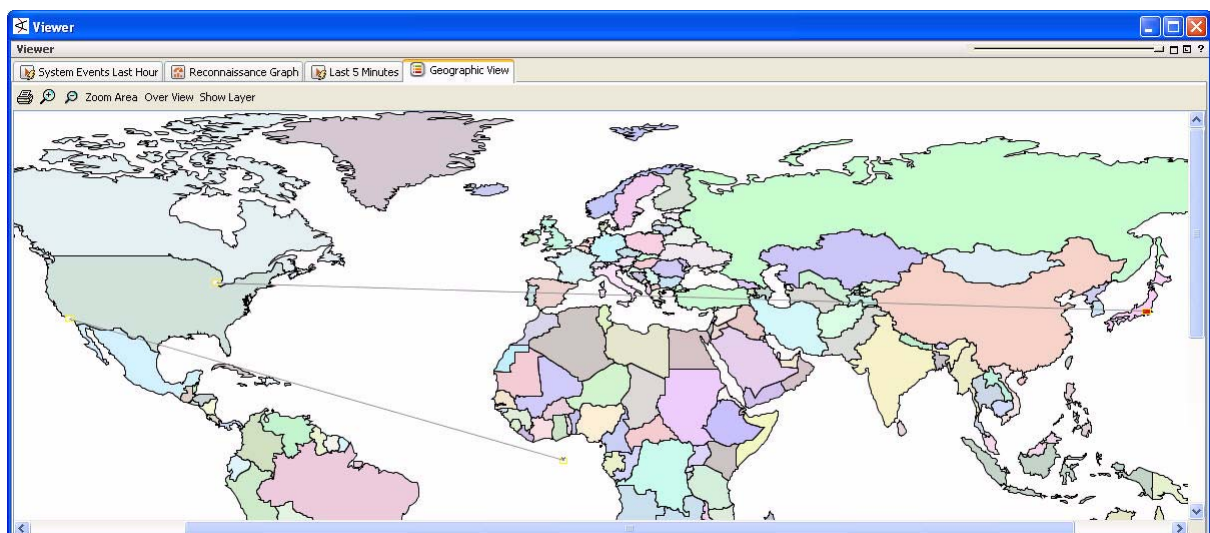 Viewer
Viewer
?
System Events Last Hour Reconnaissance Graph Last 5 Minutes Geographic View
Zoom Area Over View Show Layer